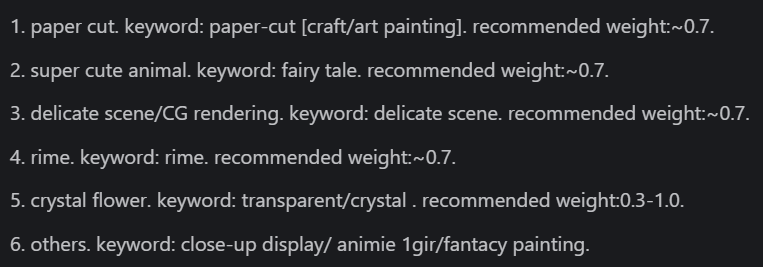 1. paper cut. keyword: paper-cut [craft/art painting]. recommended weight:~0.7.
2. super cute animal. keyword: fairy tale. recommended weight:~0.7.
3. delicate scene/CG rendering. keyword: delicate scene. recommended weight:~0.7.
4. rime. keyword: rime. recommended weight:~0.7.
5. crystal flower. keyword: transparent/crystal . recommended weight:0.3-1.0.
6. others. keyword: close-up display/ animie 1gir/fantacy painting.